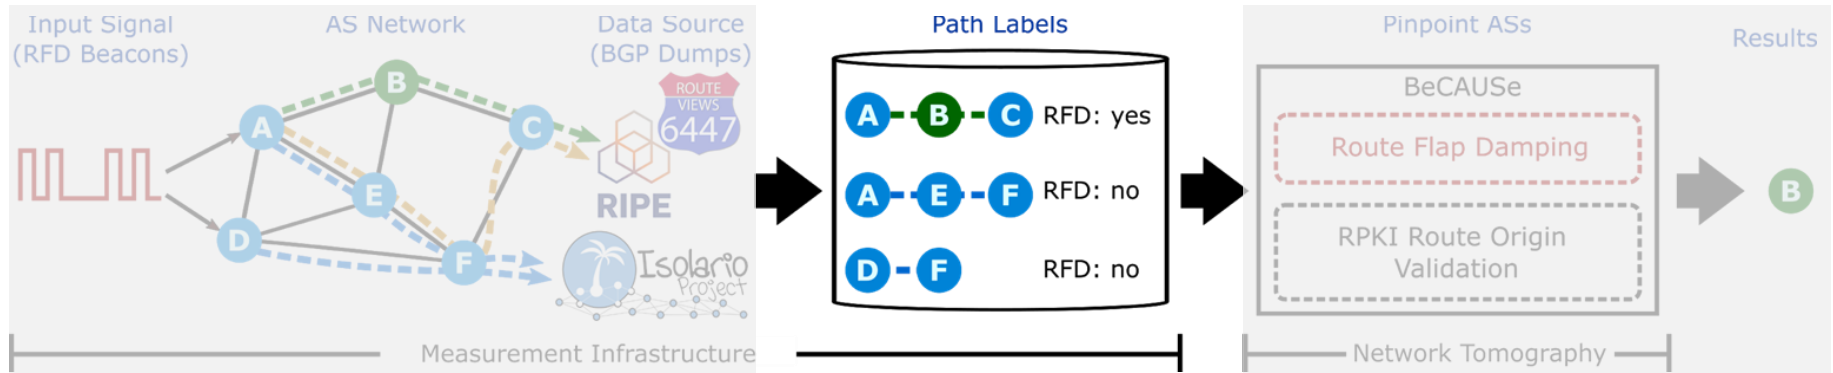 Input Signal
(RFD Beacons)
AS Network
Data Source
(BGP Dumps)
A
B
C
D
E
F
ROUTE
VIEWS
6447
RIPE
Isolario
Project
Path Labels
A B C RFD: yes
A E F RFD: no
D F RFD: no
Pinpoint ASs
BeCAUSe
Route Flap Damping
RPKI Route Origin
Validation
Results
B
Measurement Infrastructure
Network Tomography